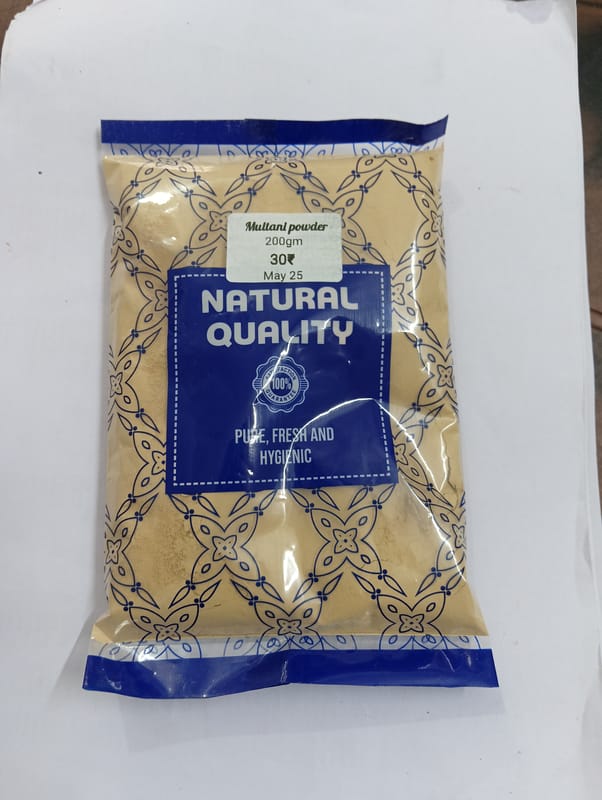 Multani powder
200gm
30₹
May 25
NATURAL
QUALITY
100%
PURE, FRESH AND
HYGIENIC